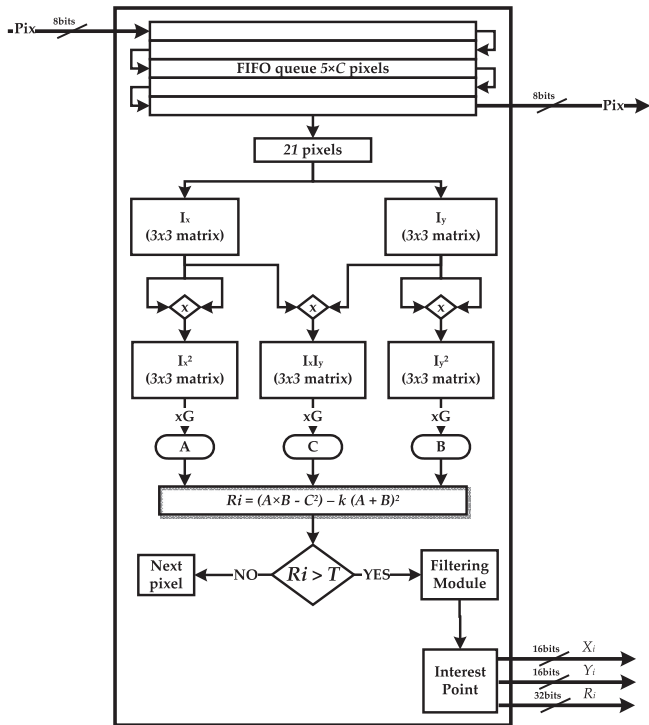 Pix
8bits
FIFO queue 5×C pixels
8bits
Pix
21 pixels
Ix
(3x3 matrix)
Iy
(3x3 matrix)
x
x
x
Ix²
(3x3 matrix)
IxIy
(3x3 matrix)
Iy²
(3x3 matrix)
xG
xG
xG
A
C
B
Ri = (A×B - C²) – k (A + B)²
Next
pixel
NO
Ri > T
YES
Filtering
Module
Interest
Point
16bits
Xi
16bits
Yi
32bits
Ri